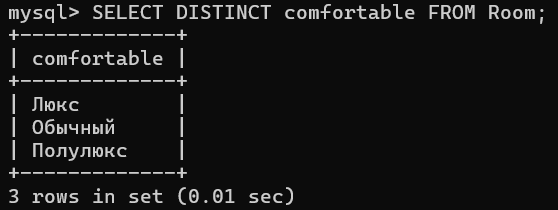 mysql> SELECT DISTINCT comfortable FROM Room;
+-------------+
| comfortable |
+-------------+
| Люкс        |
| Обычный     |
| Полулюкс    |
+-------------+
3 rows in set (0.01 sec)